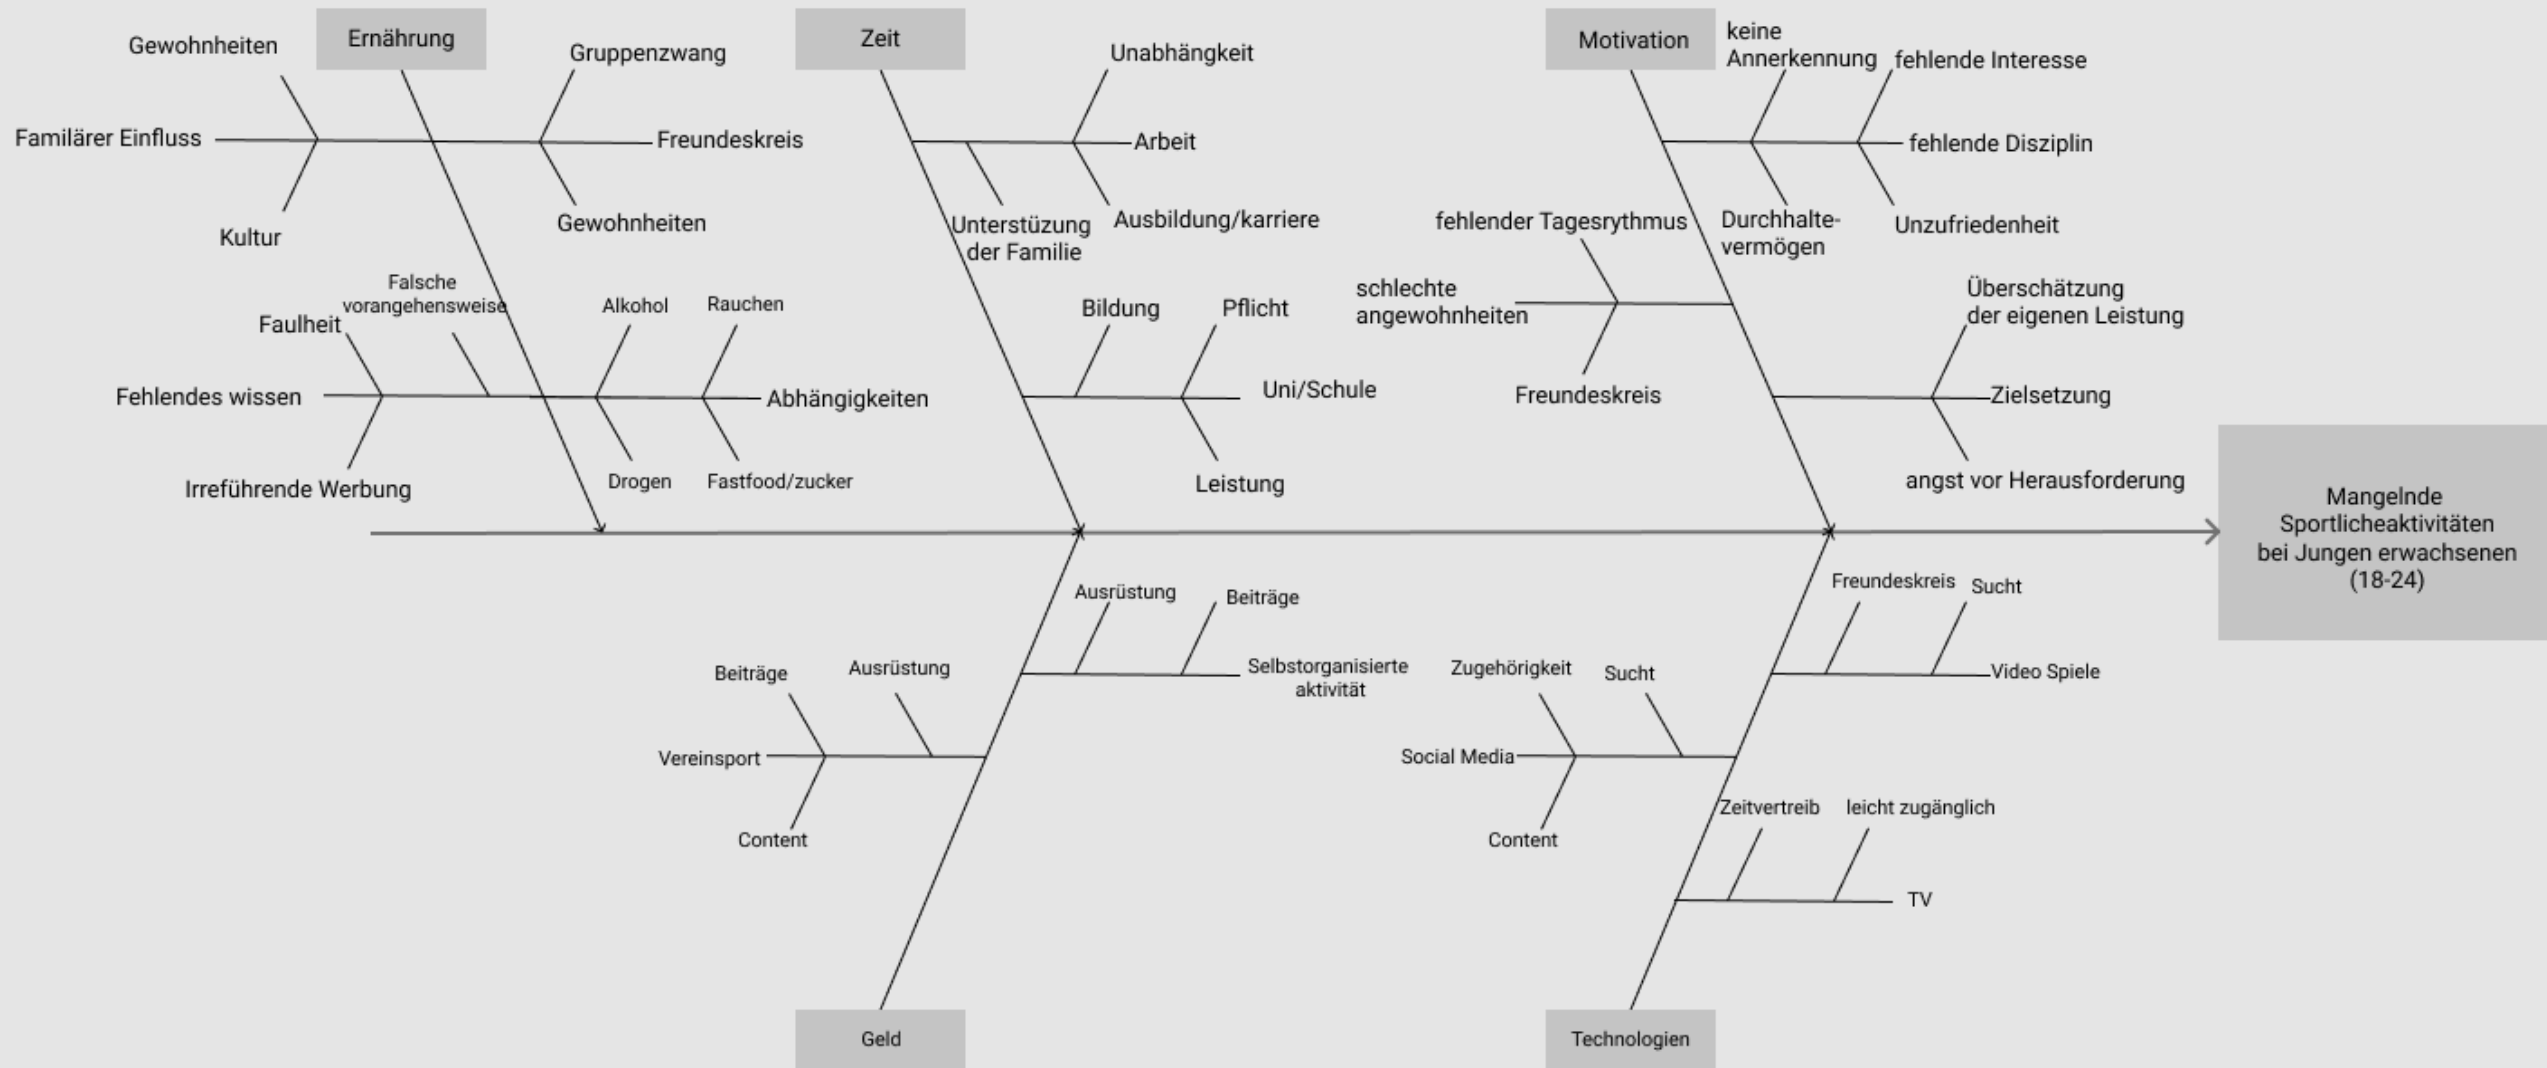 Ernährung
Gewohnheiten
Gruppenzwang
Familärer Einfluss
Freundeskreis
Kultur
Gewohnheiten
Falsche
vorangehensweise
Faulheit
Alkohol
Rauchen
Fehlendes wissen
Abhängigkeiten
Irreführende Werbung
Drogen
Fastfood/zucker
Zeit
Unabhängkeit
Arbeit
Unterstüzung
der Familie
Ausbildung/karriere
Bildung
Pflicht
Uni/Schule
Leistung
Motivation
keine
Annerkennung
fehlende Interesse
fehlende Disziplin
Durchhalte-
vermögen
Unzufriedenheit
fehlender Tagesrythmus
schlechte
angewohnheiten
Freundeskreis
Überschätzung
der eigenen Leistung
Zielsetzung
angst vor Herausforderung
Mangelnde
Sportlicheaktivitäten
bei Jungen erwachsenen
(18-24)
Ausrüstung
Beiträge
Selbstorganisierte
aktivität
Beiträge
Ausrüstung
Vereinsport
Content
Geld
Freundeskreis
Sucht
Video Spiele
Zugehörigkeit
Sucht
Social Media
Content
Zeitvertreib
leicht zugänglich
TV
Technologien